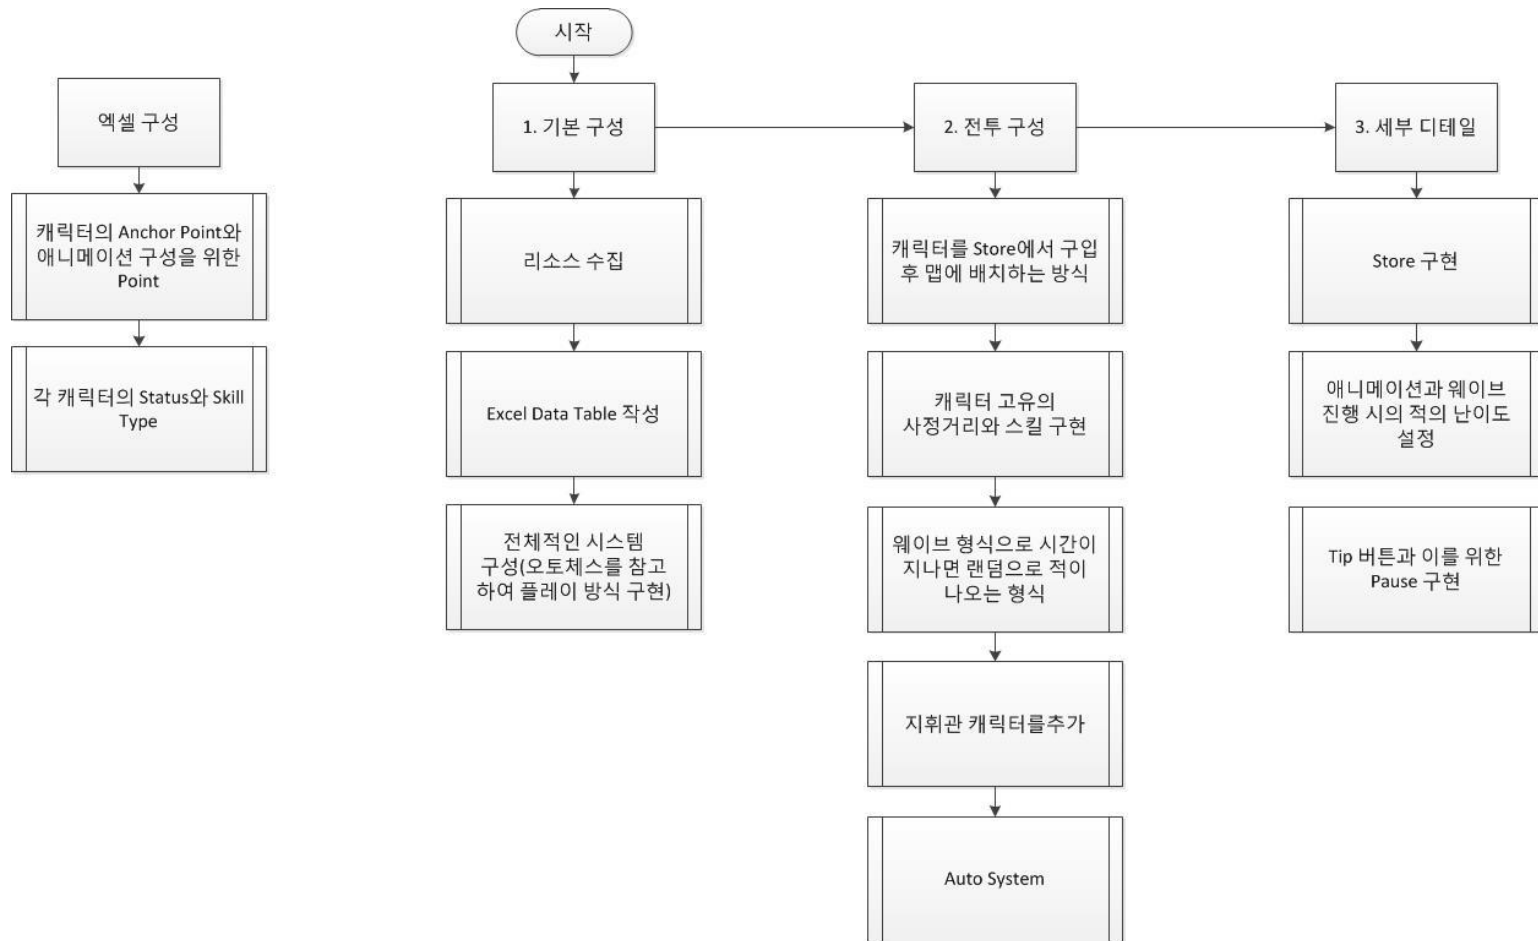 시작
엑셀 구성
캐릭터의 Anchor Point와
애니메이션 구성을 위한
Point
각 캐릭터의 Status와 Skill
Type
1. 기본 구성
리소스 수집
Excel Data Table 작성
전체적인 시스템
구성(오토체스를 참고
하여 플레이 방식 구현)
2. 전투 구성
캐릭터를 Store에서 구입
후 맵에 배치하는 방식
캐릭터 고유의
사정거리와 스킬 구현
웨이브 형식으로 시간이
지나면 랜덤으로 적이
나오는 형식
지휘관 캐릭터를추가
Auto System
3. 세부 디테일
Store 구현
애니메이션과 웨이브
진행 시의 적의 난이도
설정
Tip 버튼과 이를 위한
Pause 구현